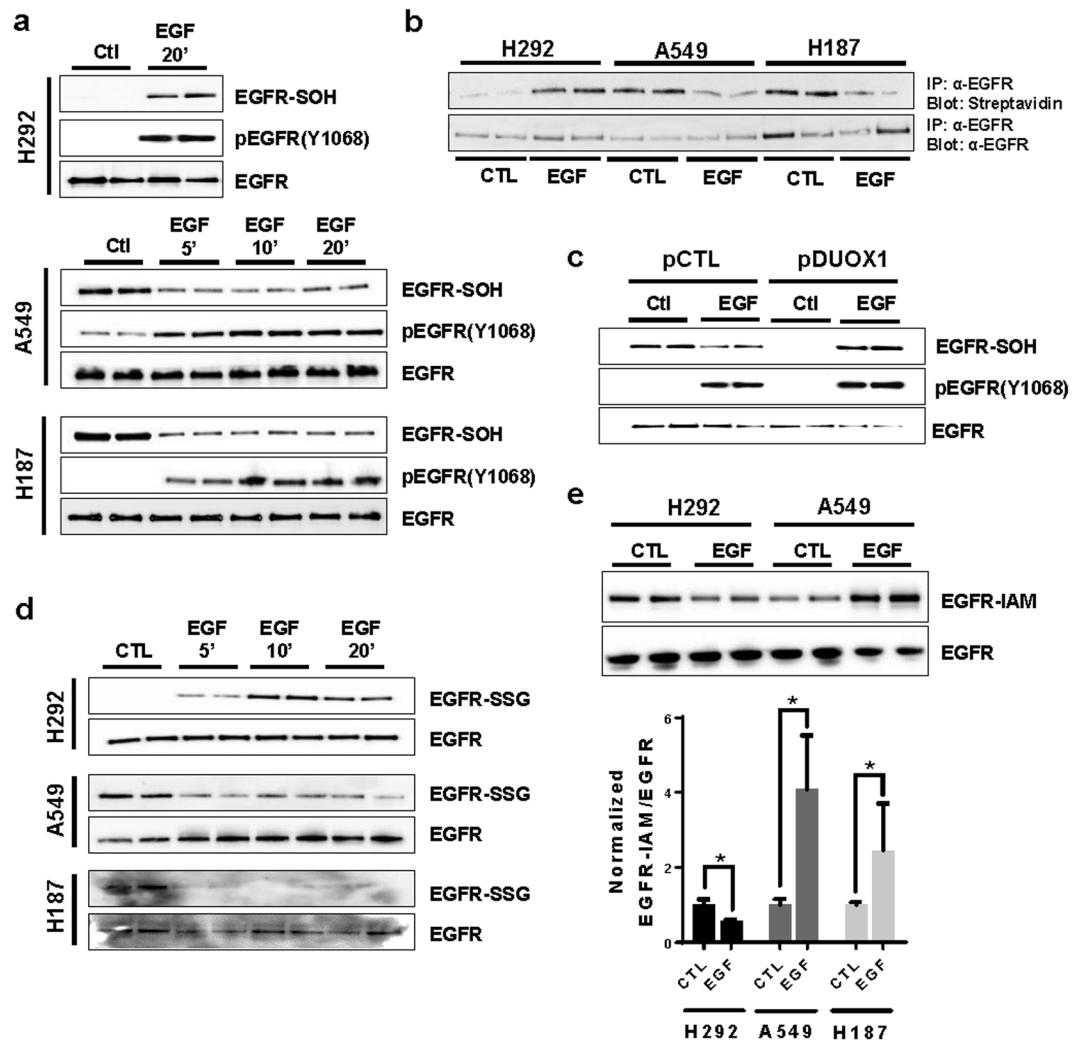 a
Ctl EGF 20’
H292
EGFR-SOH
pEGFR(Y1068)
EGFR
Ctl EGF 5’ EGF 10’ EGF 20’
A549
EGFR-SOH
pEGFR(Y1068)
EGFR
H187
EGFR-SOH
pEGFR(Y1068)
EGFR
b
H292 A549 H187
IP: α-EGFR
Blot: Streptavidin
IP: α-EGFR
Blot: α-EGFR
CTL EGF CTL EGF CTL EGF
c
pCTL pDUOX1
Ctl EGF Ctl EGF
EGFR-SOH
pEGFR(Y1068)
EGFR
d
CTL EGF 5’ EGF 10’ EGF 20’
H292
EGFR-SSG
EGFR
A549
EGFR-SSG
EGFR
H187
EGFR-SSG
EGFR
e
H292 A549
CTL EGF CTL EGF
EGFR-IAM
EGFR
Normalized
EGFR-IAM/EGFR
6
4
2
0
* * *
CTL EGF CTL EGF CTL EGF
H292 A549 H187